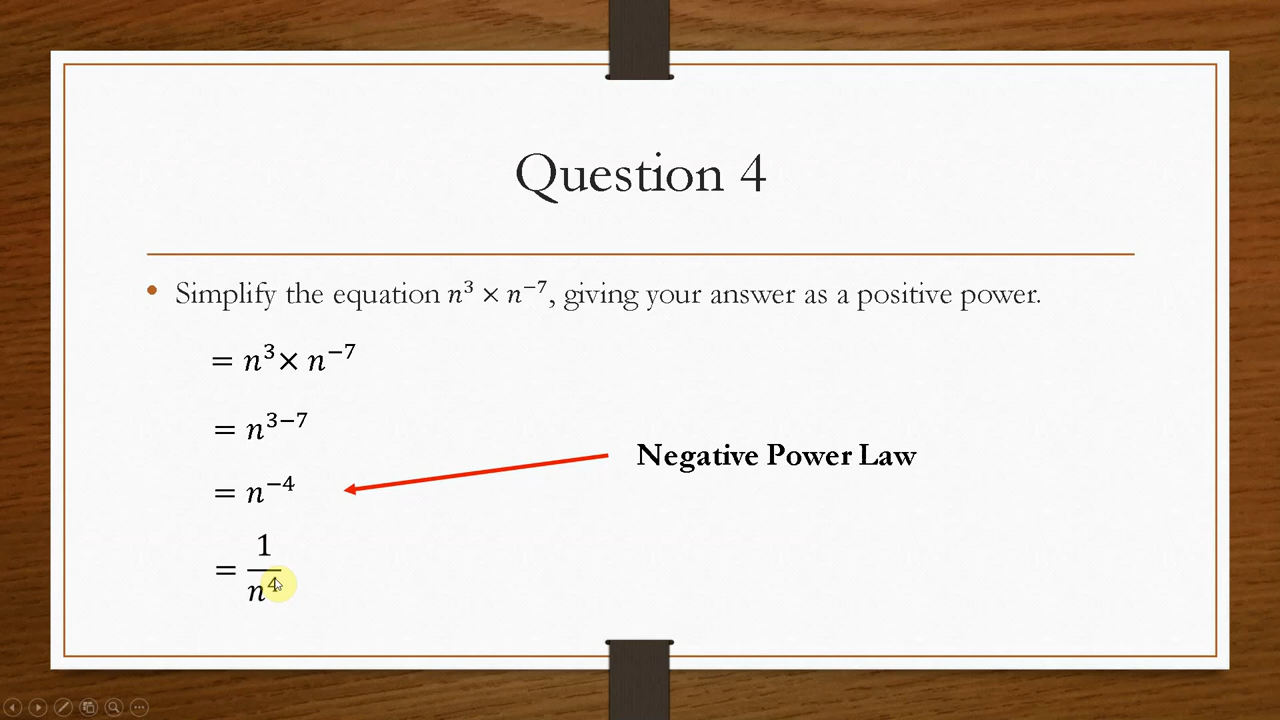 Question 4
• Simplify the equation n³ × n⁻⁷, giving your answer as a positive power.
= n³ × n⁻⁷
= n³⁻⁷
Negative Power Law
= n⁻⁴
= 1/n⁴